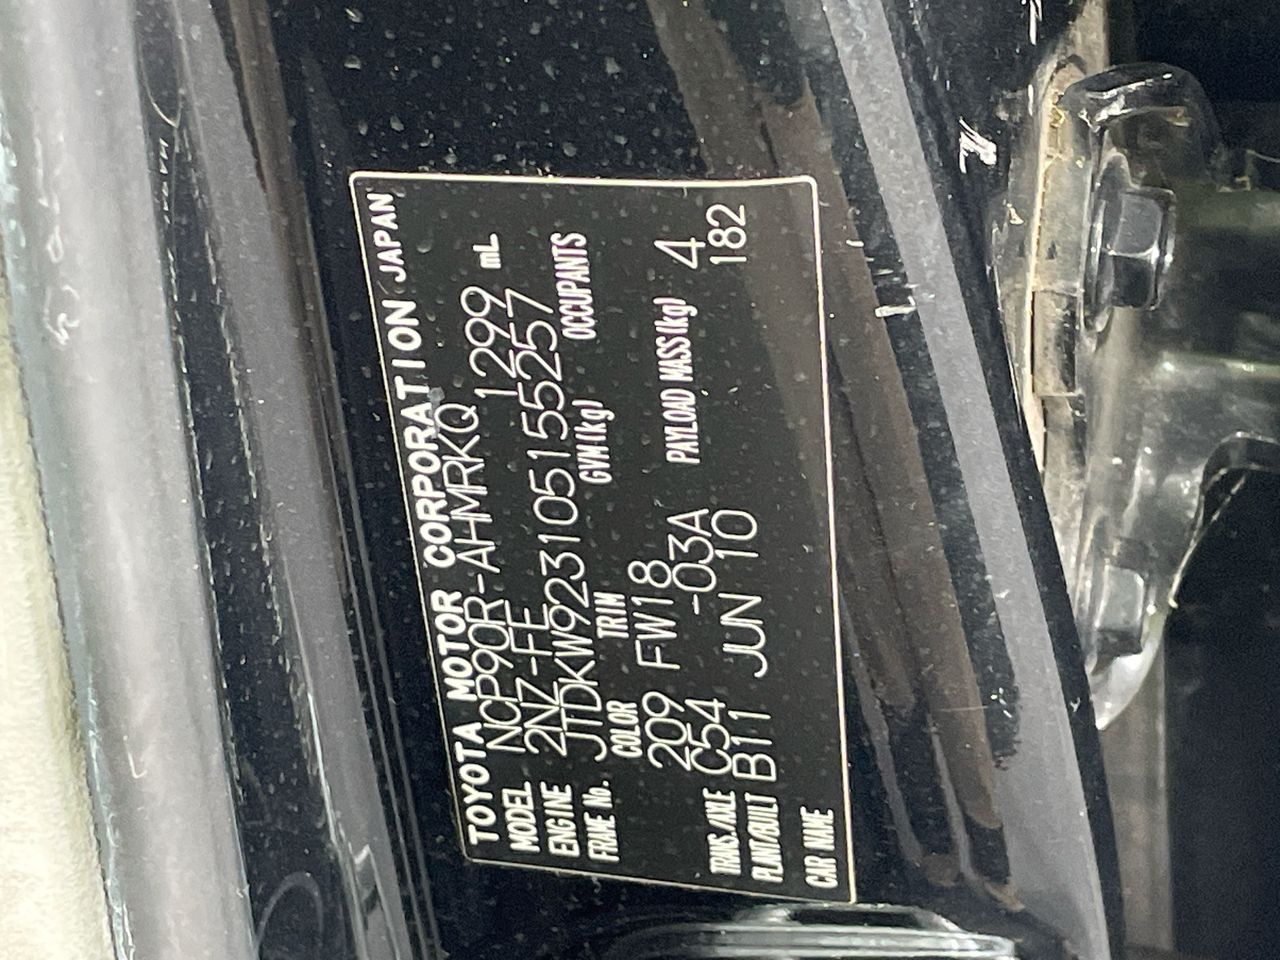 TOYOTA MOTOR CORPORATION JAPAN
MODEL NCP90R-AHMRKQ
ENGINE 2NZ-FE 1299 mL
FRAME No. JTDKW923105155257
COLOR TRIM GVM(kg) OCCUPANTS
209 FW18 4
TRANS.AXLE C54 -03A PAYLOAD MASS(kg) 182
PLANT/BUILT B11 JUN 10
CAR NAME